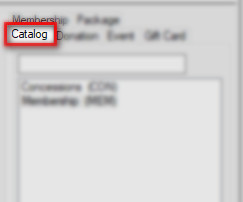 Membership Package
Catalog Donation Event Gift Card
Concessions (CON)
Membership (MEM)